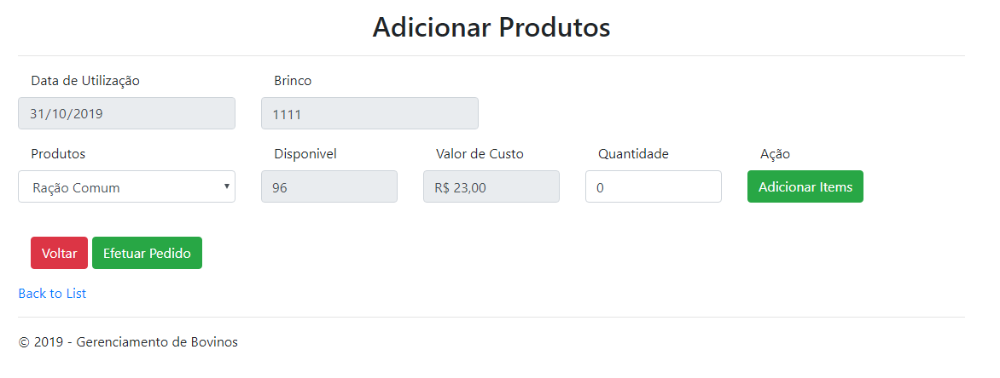 Adicionar Produtos
Data de Utilização Brinco
31/10/2019 1111
Produtos Disponivel Valor de Custo Quantidade Ação
Ração Comum 96 R$ 23,00 0 Adicionar Items
Voltar Efetuar Pedido
Back to List
© 2019 - Gerenciamento de Bovinos